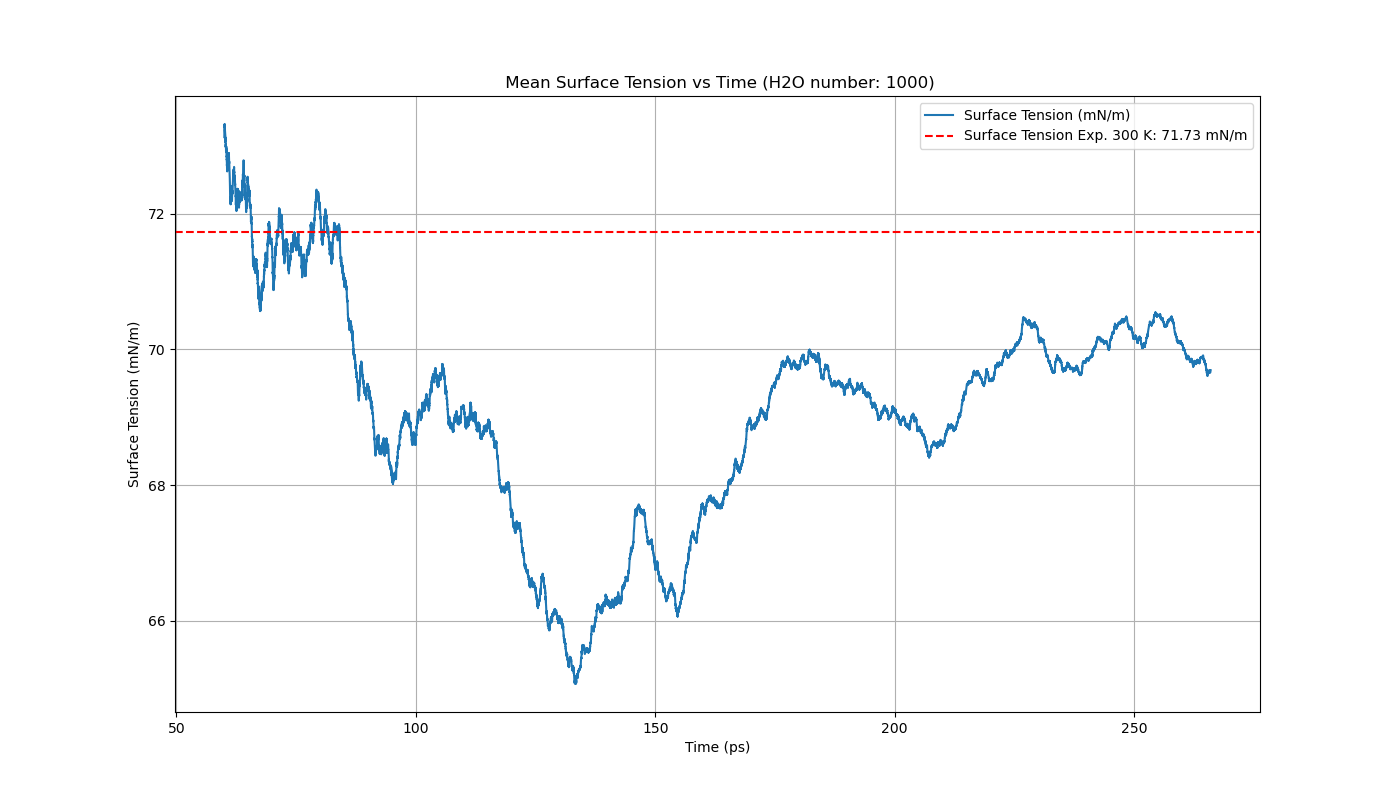 Mean Surface Tension vs Time (H2O number: 1000)
Surface Tension (mN/m)
Surface Tension Exp. 300 K: 71.73 mN/m
Surface Tension (mN/m)
72
70
68
66
50
100
150
200
250
Time (ps)